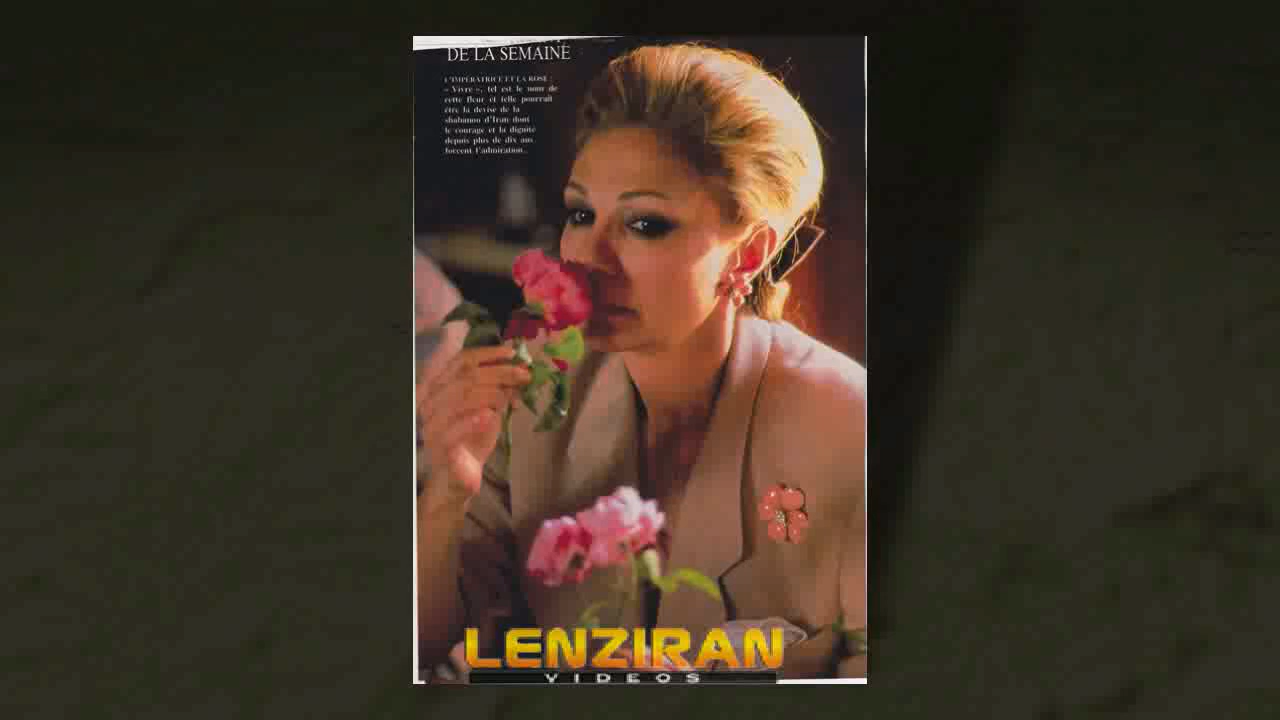 DE LA SEMAINE
L'IMPÉRATRICE ET LA ROSE :
« Vivre », tel est le nom de
cette fleur et telle pourrait
être la devise de la
shabanou d'Iran dont
le courage et la dignité
depuis plus de dix ans
forcent l'admiration...
LENZIRAN
VIDEOS